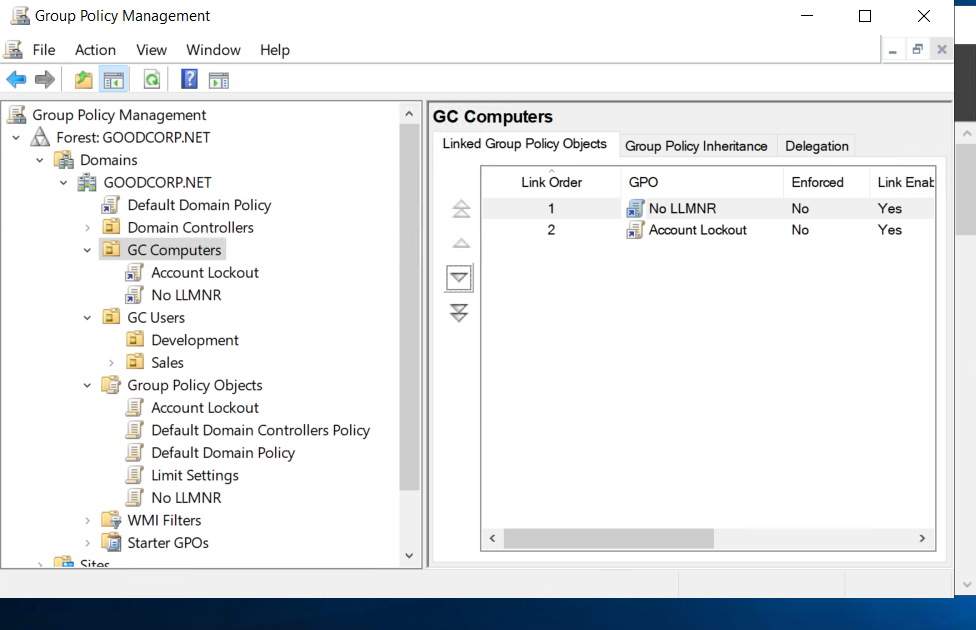 Group Policy Management
File Action View Window Help
Group Policy Management
Forest: GOODCORP.NET
Domains
GOODCORP.NET
Default Domain Policy
Domain Controllers
GC Computers
Account Lockout
No LLMNR
GC Users
Development
Sales
Group Policy Objects
Account Lockout
Default Domain Controllers Policy
Default Domain Policy
Limit Settings
No LLMNR
WMI Filters
Starter GPOs
Sites
GC Computers
Linked Group Policy Objects Group Policy Inheritance Delegation
Link Order GPO Enforced Link Enab
1 No LLMNR No Yes
2 Account Lockout No Yes